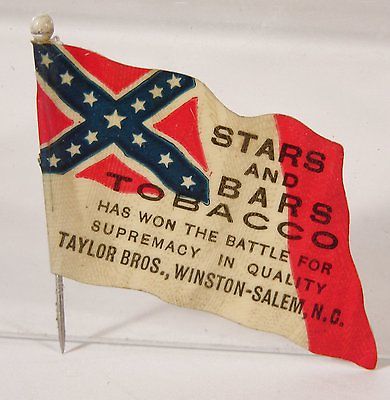 STARS
AND
BARS
TOBACCO
HAS WON THE BATTLE FOR
SUPREMACY IN QUALITY
TAYLOR BROS., WINSTON-SALEM, N.C.